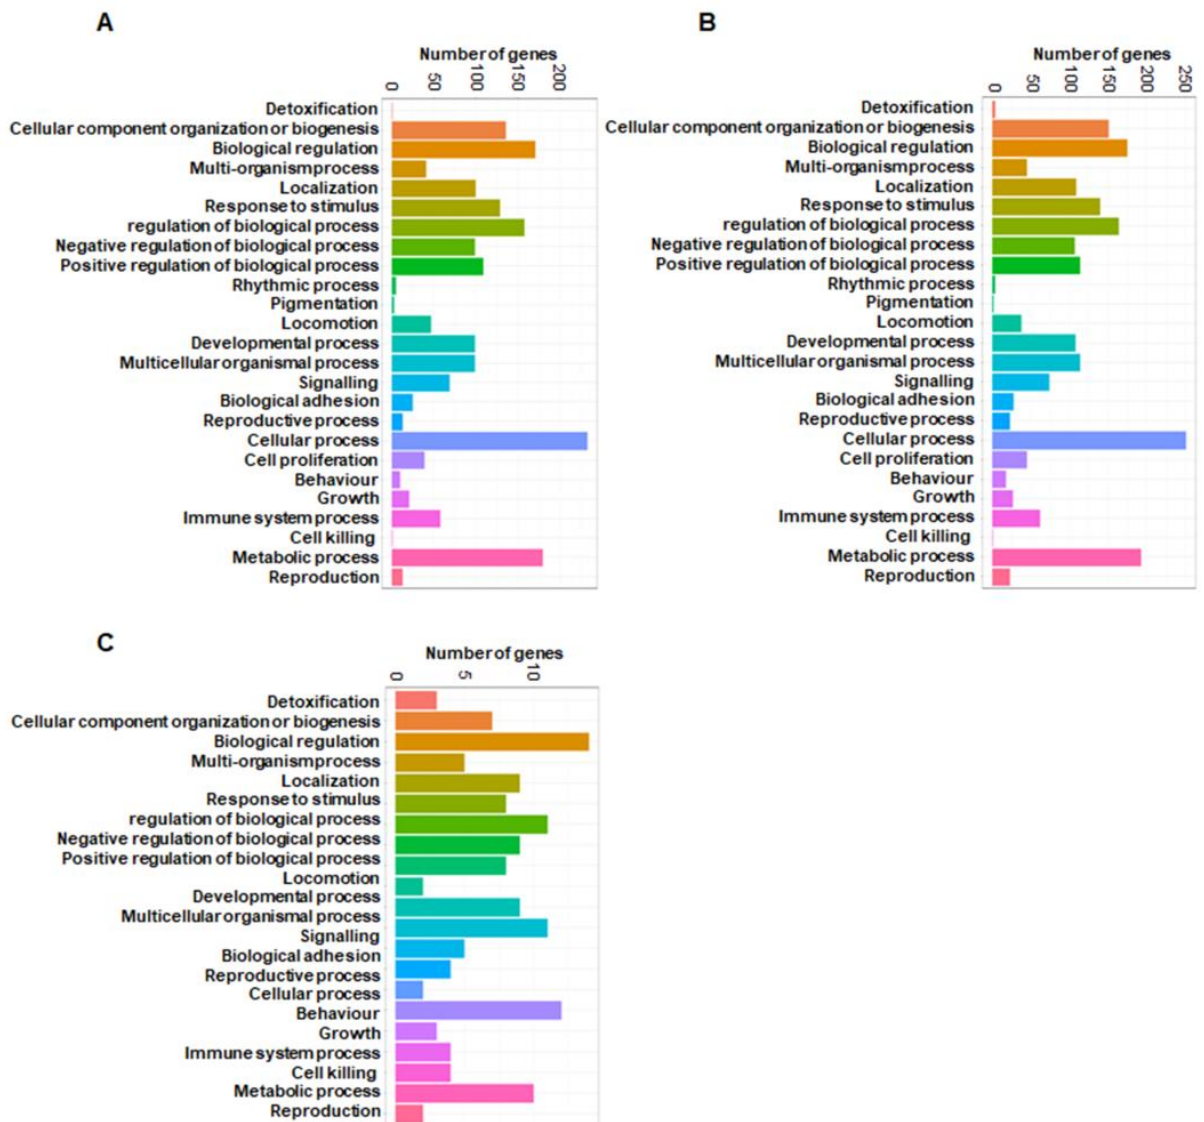 A
Number of genes
0 50 100 150 200
Detoxification
Cellular component organization or biogenesis
Biological regulation
Multi-organism process
Localization
Response to stimulus
regulation of biological process
Negative regulation of biological process
Positive regulation of biological process
Rhythmic process
Pigmentation
Locomotion
Developmental process
Multicellular organismal process
Signalling
Biological adhesion
Reproductive process
Cellular process
Cell proliferation
Behaviour
Growth
Immune system process
Cell killing
Metabolic process
Reproduction
B
Number of genes
0 50 100 150 200 250
Detoxification
Cellular component organization or biogenesis
Biological regulation
Multi-organism process
Localization
Response to stimulus
regulation of biological process
Negative regulation of biological process
Positive regulation of biological process
Rhythmic process
Pigmentation
Locomotion
Developmental process
Multicellular organismal process
Signalling
Biological adhesion
Reproductive process
Cellular process
Cell proliferation
Behaviour
Growth
Immune system process
Cell killing
Metabolic process
Reproduction
C
Number of genes
0 5 10
Detoxification
Cellular component organization or biogenesis
Biological regulation
Multi-organism process
Localization
Response to stimulus
regulation of biological process
Negative regulation of biological process
Positive regulation of biological process
Locomotion
Developmental process
Multicellular organismal process
Signalling
Biological adhesion
Reproductive process
Cellular process
Behaviour
Growth
Immune system process
Cell killing
Metabolic process
Reproduction